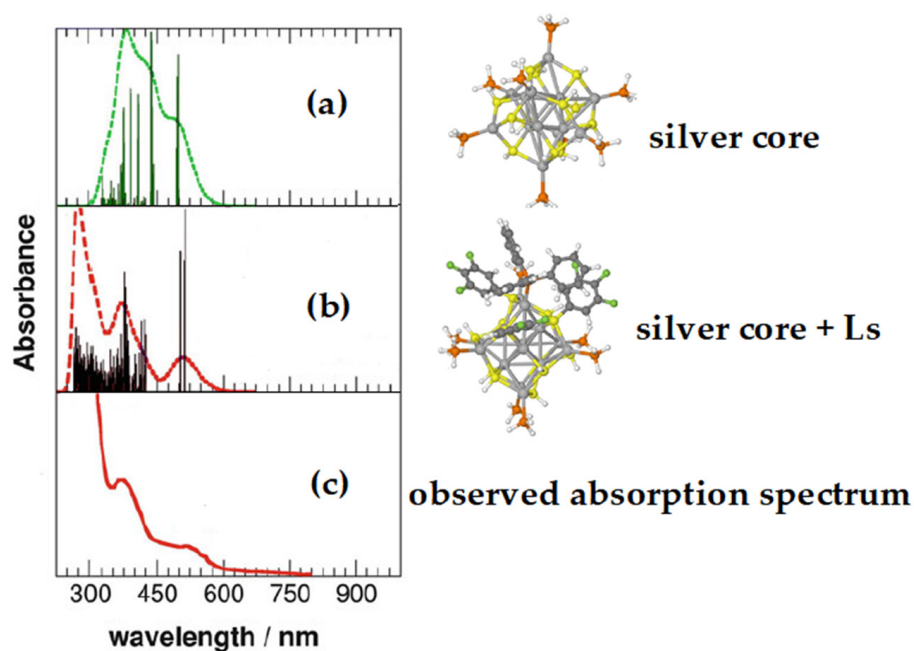 (a)
silver core
(b)
silver core + Ls
(c)
observed absorption spectrum
Absorbance
300 450 600 750 900
wavelength / nm